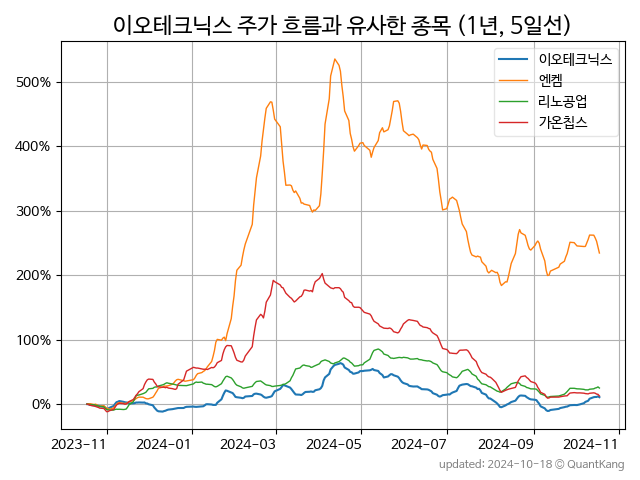 이오테크닉스 주가 흐름과 유사한 종목 (1년, 5일선)
이오테크닉스
엔켐
리노공업
가온칩스
500%
400%
300%
200%
100%
0%
2023-11 2024-01 2024-03 2024-05 2024-07 2024-09 2024-11
updated: 2024-10-18 © QuantKang